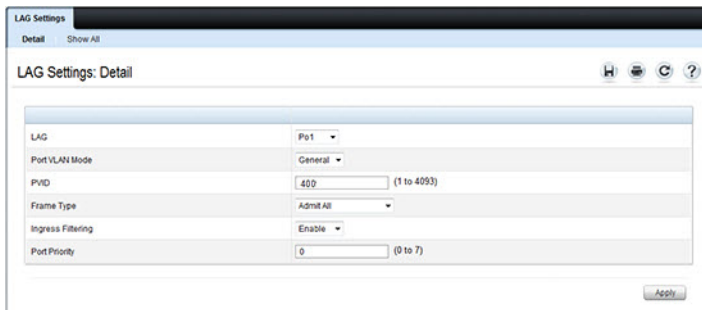 LAG Settings
Detail Show All
LAG Settings: Detail
LAG Po1
Port VLAN Mode General
PVID 400 (1 to 4093)
Frame Type Admit All
Ingress Filtering Enable
Port Priority 0 (0 to 7)
Apply